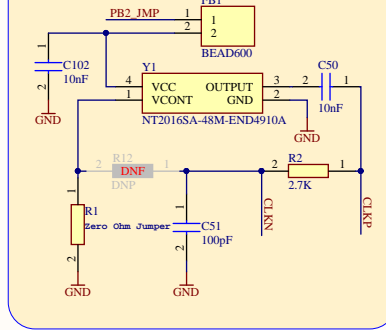 PB1
PB2_JMP
1
1
2
2
BEAD600
1
C102
10nF
2
GND
Y1
4
VCC
OUTPUT
3
1
VCONT
GND
2
NT2016SA-48M-END4910A
2
C50
1
10nF
GND
R12
2
DNF
1
DNP
R2
2
1
2.7K
1
R1
Zero Ohm Jumper
2
GND
1
C51
100pF
2
GND
CLKN
CLKP